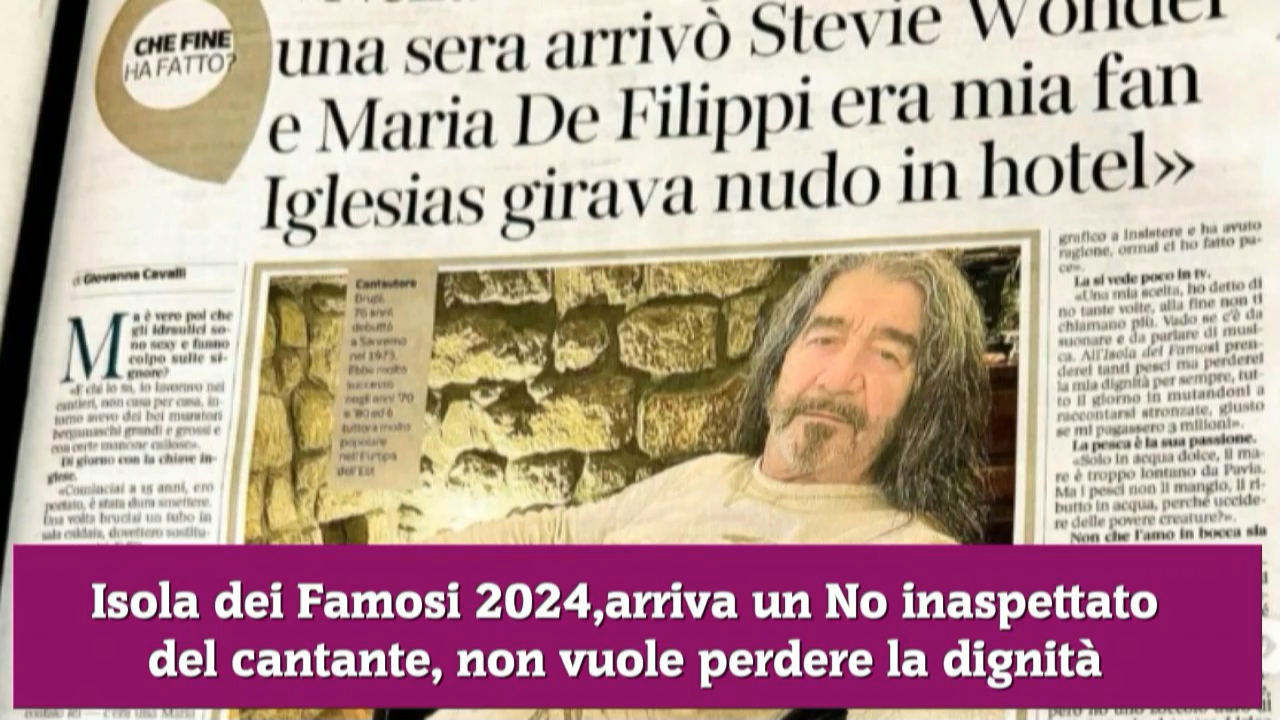 CHE FINE
HA FATTO?
una sera arrivò Stevie Wonder
e Maria De Filippi era mia fan
Iglesias girava nudo in hotel»
di Giovanna Cavalli
Ma è vero poi che
gli idraulici so-
no sexy e fanno
colpo sulle si-
gnore?
«E chi lo sa, io lavoravo nei
cantieri, non casa per casa, in-
torno avevo dei bei muratori
bergamaschi grandi e grossi e
con certe manone callose».
Di giorno con la chiave in-
glese.
«Cominciai a 15 anni, ero
portato, è stata dura smettere.
Una volta bruciai un tubo in
sala caldaia, dovettero sostitu-
Cantautore
Drupi,
76 anni,
debuttò
a Sanremo
nel 1973.
Ebbe molto
successo
negli anni '70
e '80 ed è
tuttora molto
popolare
nell'Europa
dell'Est
grafico a insistere e ha avuto
ragione, ormai ci ho fatto pa-
ce».
La si vede poco in tv.
«Una mia scelta, ho detto di
no tante volte, alla fine non ti
chiamano più. Vado se c'è da
suonare e da parlare di musi-
ca. All'Isola dei Famosi pren-
derei tanti pesci ma perderei
la mia dignità per sempre, tut-
to il giorno in mutandoni a
raccontarsi stronzate, giusto
se mi pagassero 3 milioni».
La pesca è la sua passione.
«Solo in acqua dolce, il ma-
re è troppo lontano da Pavia.
Ma i pesci non li mangio, li ri-
butto in acqua, perché uccide-
re delle povere creature?».
Non che l'amo in bocca sia
Isola dei Famosi 2024,arriva un No inaspettato
del cantante, non vuole perdere la dignità